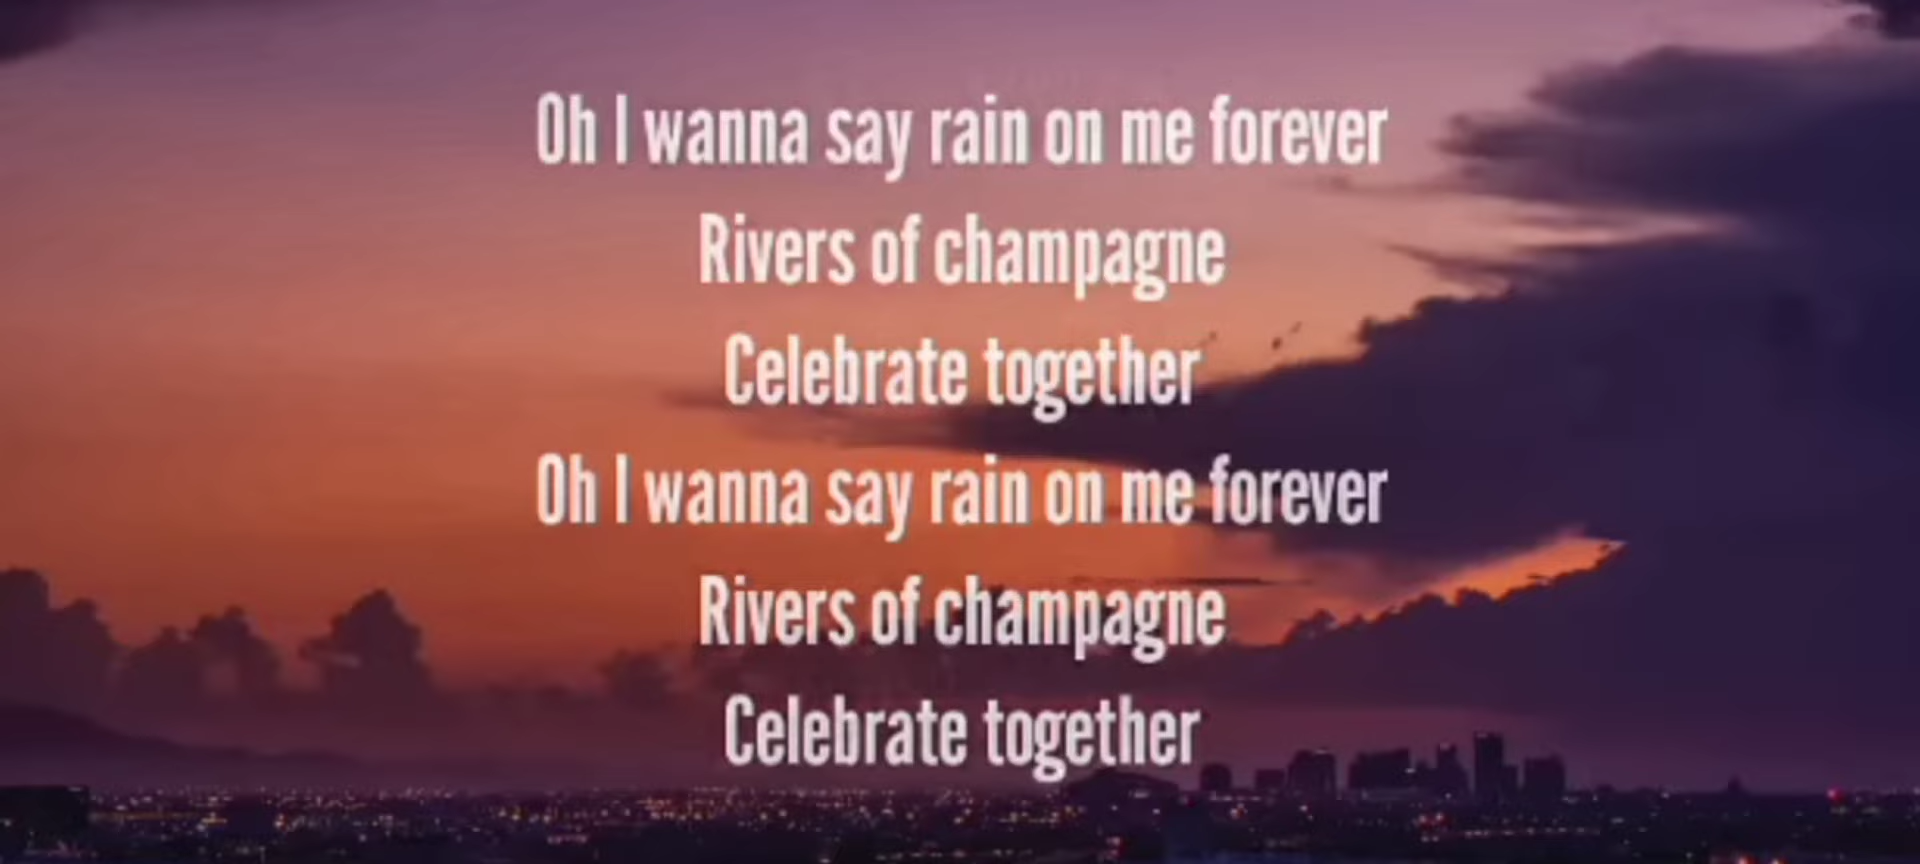 Oh I wanna say rain on me forever
Rivers of champagne
Celebrate together
Oh I wanna say rain on me forever
Rivers of champagne
Celebrate together